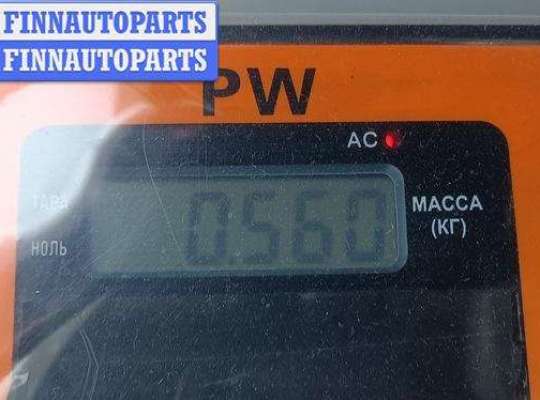 FINNAUTOPARTS
FINNAUTOPARTS
PW
AC
ТАРА
0.560
МАССА
(КГ)
НОЛЬ